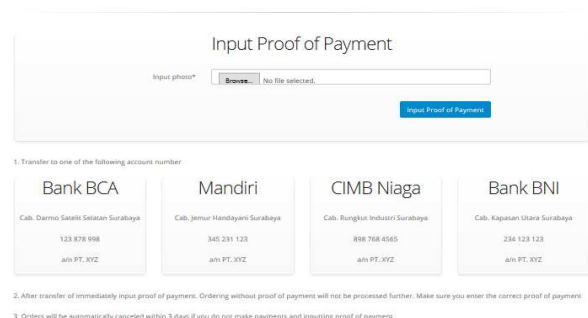 Input Proof of Payment
Input photo*
Browse... No file selected.
Input Proof of Payment
1. Transfer to one of the following account number
Bank BCA
Cab. Darmo Satelit Selatan Surabaya
123 878 998
a/n PT. XYZ
Mandiri
Cab. Jemur Handayani Surabaya
345 231 123
a/n PT. XYZ
CIMB Niaga
Cab. Rungkut Industri Surabaya
898 768 4565
a/n PT. XYZ
Bank BNI
Cab. Kapasan Utara Surabaya
234 123 123
a/n PT. XYZ
2. After transfer of immediately input proof of payment. Ordering without proof of payment will not be processed further. Make sure you enter the correct proof of payment
3. Orders will be automatically canceled within 3 days if you do not make payments and inputing proof of payment